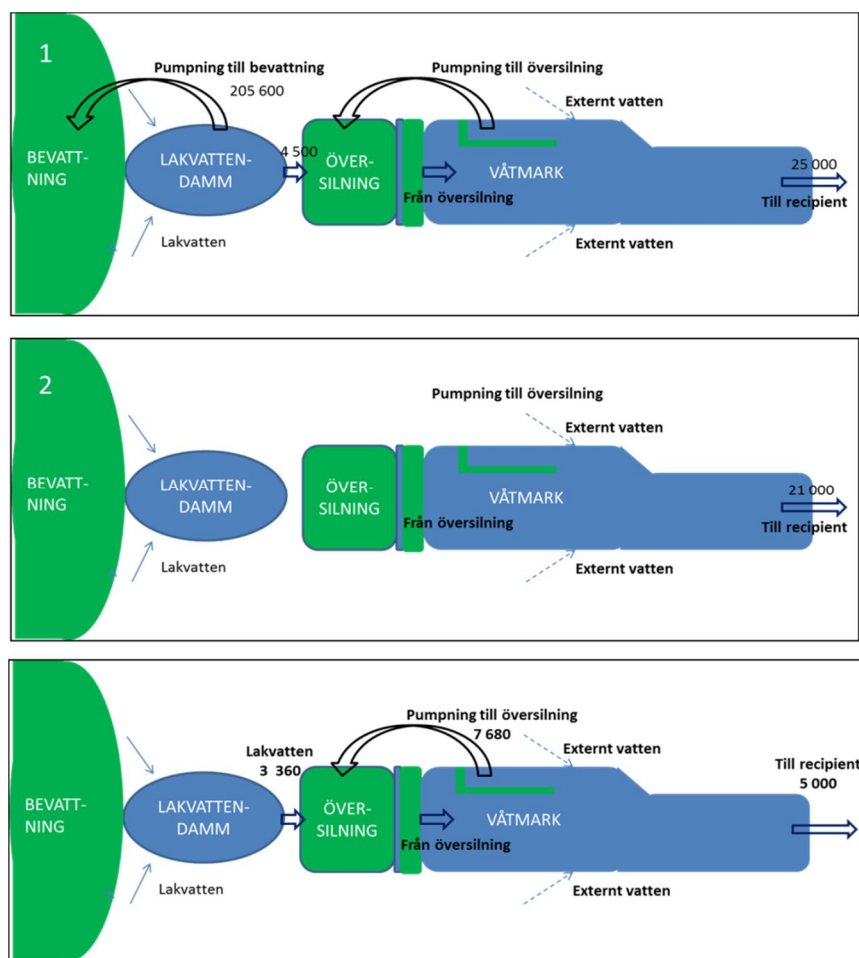 1
Pumpning till bevattning
205 600
Pumpning till översilning
Externt vatten
BEVATT-
NING
LAKVATTEN-
DAMM
4 500
ÖVER-
SILNING
VÅTMARK
Från översilning
25 000
Till recipient
Lakvatten
Externt vatten
2
Pumpning till översilning
Externt vatten
BEVATT-
NING
LAKVATTEN-
DAMM
ÖVER-
SILNING
VÅTMARK
Från översilning
21 000
Till recipient
Lakvatten
Externt vatten
Pumpning till översilning
7 680
Lakvatten
3 360
Externt vatten
Till recipient
5 000
BEVATT-
NING
LAKVATTEN-
DAMM
ÖVER-
SILNING
VÅTMARK
Från översilning
Lakvatten
Externt vatten